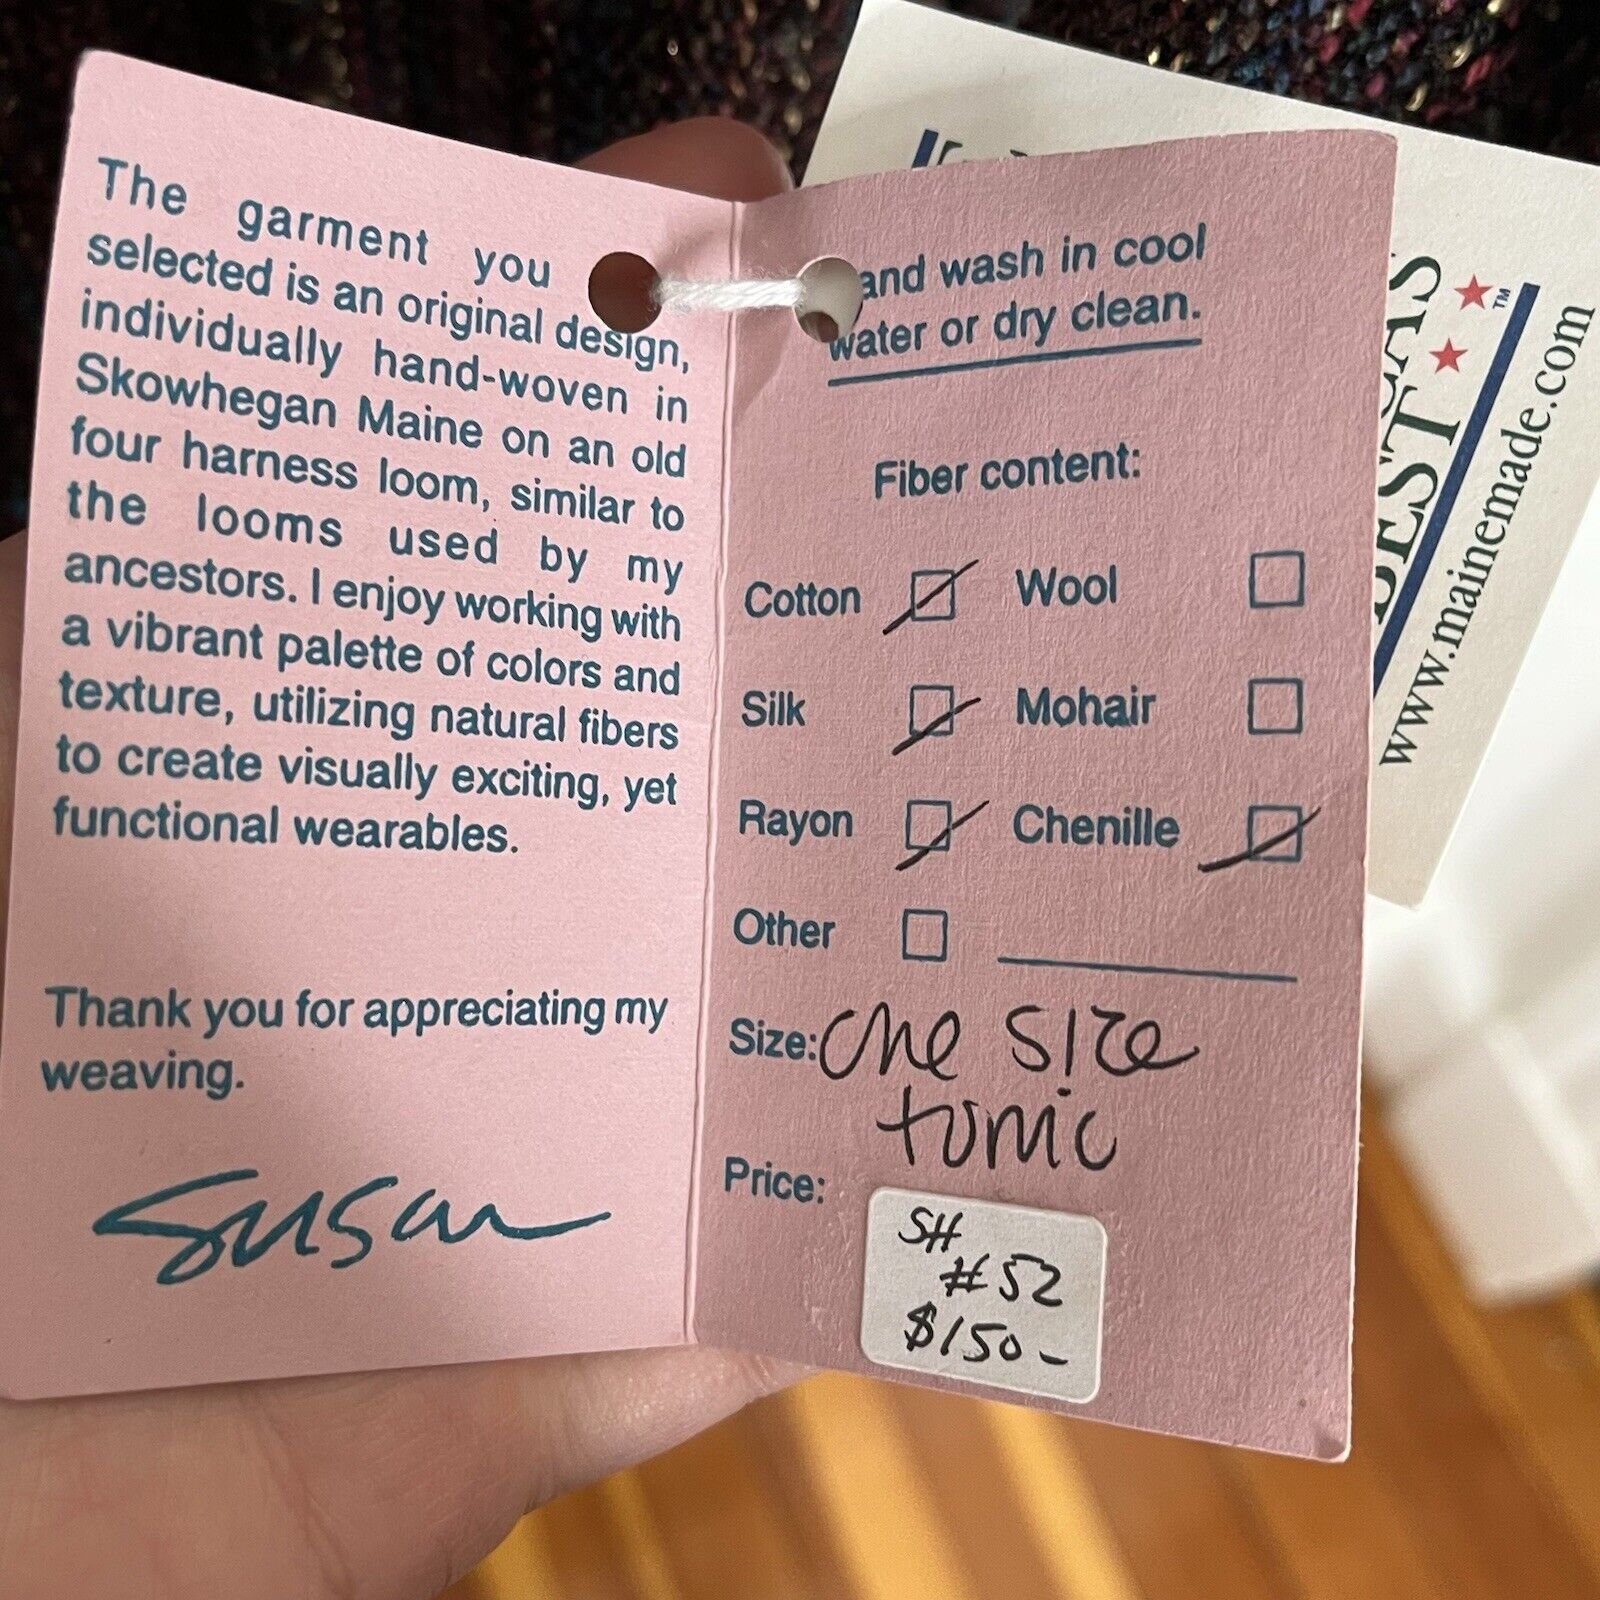 The garment you
selected is an original design,
individually hand-woven in
Skowhegan Maine on an old
four harness loom, similar to
the looms used by my
ancestors. I enjoy working with
a vibrant palette of colors and
texture, utilizing natural fibers
to create visually exciting, yet
functional wearables.
Thank you for appreciating my
weaving.
Susan
and wash in cool
water or dry clean.
Fiber content:
Cotton Wool
Silk Mohair
Rayon Chenille
Other
Size: one size
tunic
Price:
SH
#52
$150-
BEST
TM
www.mainemade.com